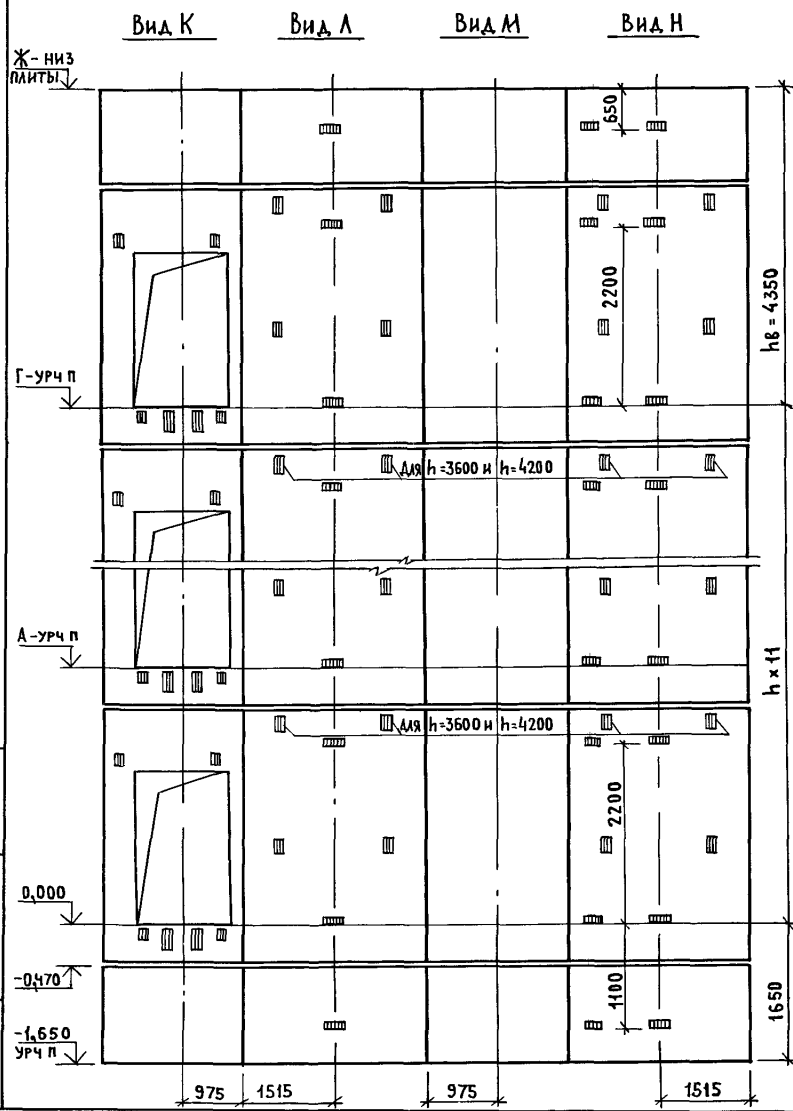 Вид К
Вид Л
Вид М
Вид Н
Ж-низ
плиты
650
2200
hв = 4350
Г-урч п
Для h=3600 и h=4200
А-урч п
h x 11
Для h=3600 и h=4200
2200
0,000
-0,470
1100
1650
-1,650
урч п
975
1515
975
1515